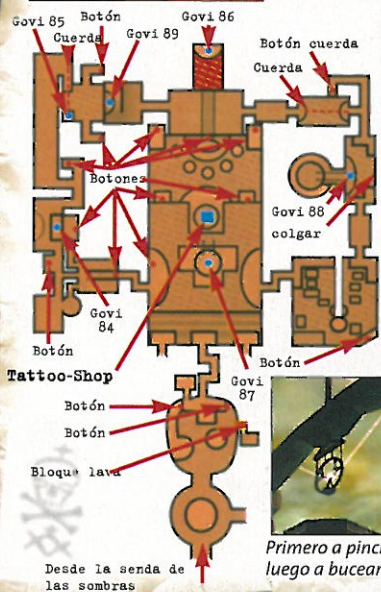 Govi 85
Botón
Govi 86
Cuerda
Govi 89
Botón cuerda
Cuerda
Botones
Govi 88
colgar
Govi
84
Botón
Tattoo-Shop
Govi
87
Botón
Botón
Botón
Bloque lava
Primero a pinc
luego a bucear
Desde la senda de
las sombras